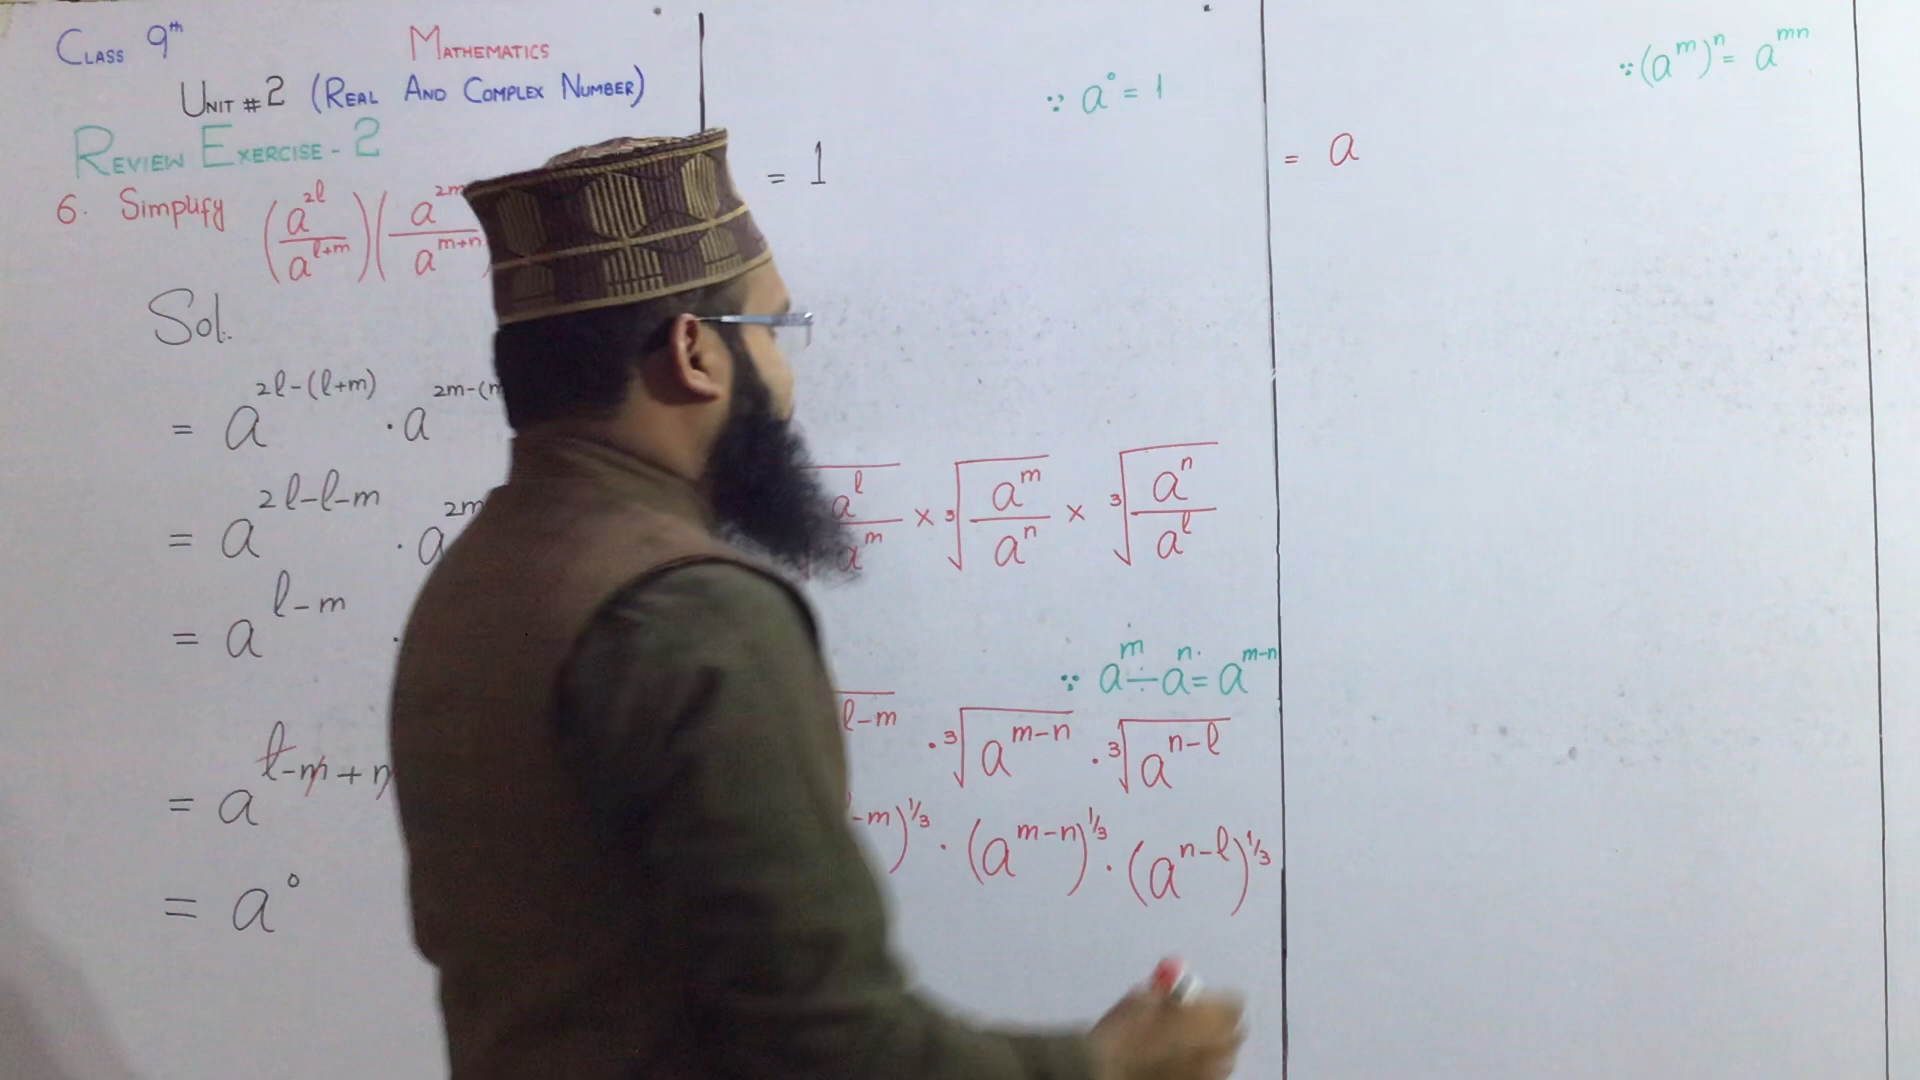 CLASS 9th MATHEMATICS
UNIT # 2 (REAL AND COMPLEX NUMBER)
REVIEW EXERCISE - 2
6. Simplify (a^2l / a^l+m)(a^2m / a^m+n)
Sol.
= a^2l-(l+m) · a^2m-(m
= a^2l-l-m · a^2m
= a^l-m ·
= a^l-m+m
= a°
∵ a° = 1
= 1
a^l / a^m × ³√(a^m / a^n) × ³√(a^n / a^l)
∵ a^m ÷ a^n = a^m-n
l-m · ³√a^m-n · ³√a^n-l
-m)^1/3 · (a^m-n)^1/3 · (a^n-l)^1/3
∵ (a^m)^n = a^mn
= a